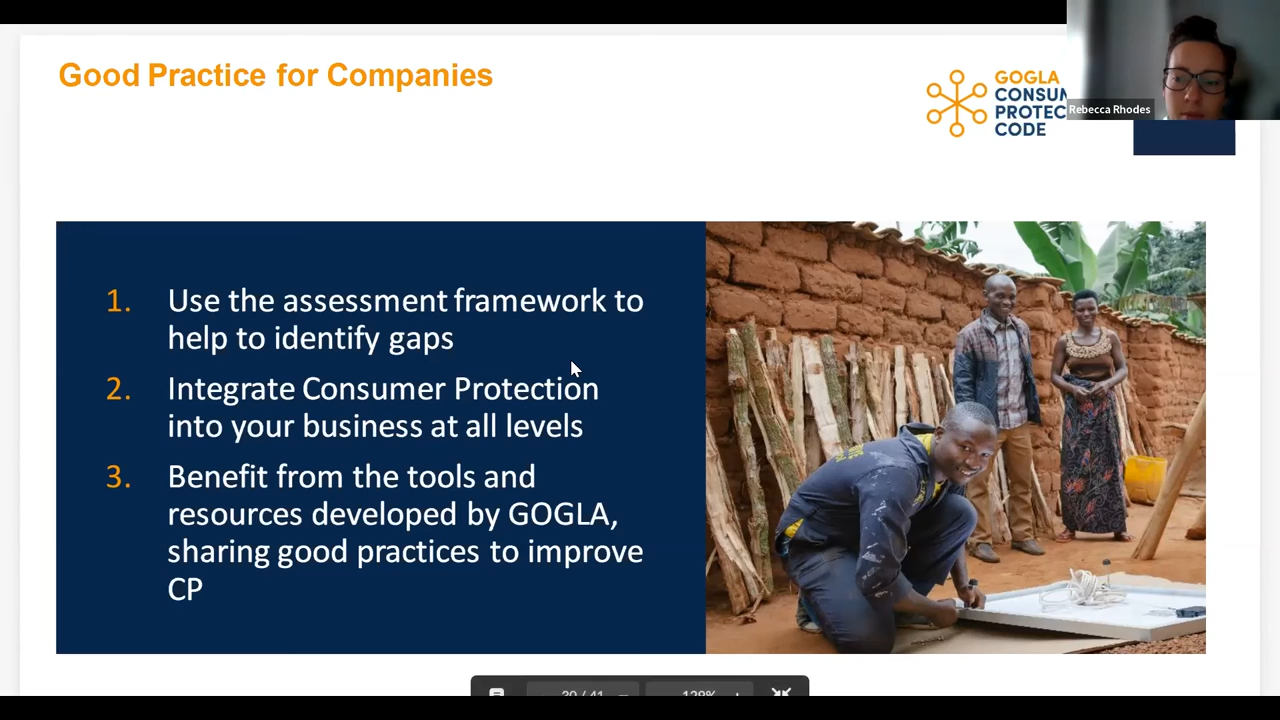 Good Practice for Companies
GOGLA
CONSUM
PROTEC
CODE
Rebecca Rhodes
1. Use the assessment framework to
help to identify gaps
2. Integrate Consumer Protection
into your business at all levels
3. Benefit from the tools and
resources developed by GOGLA,
sharing good practices to improve
CP